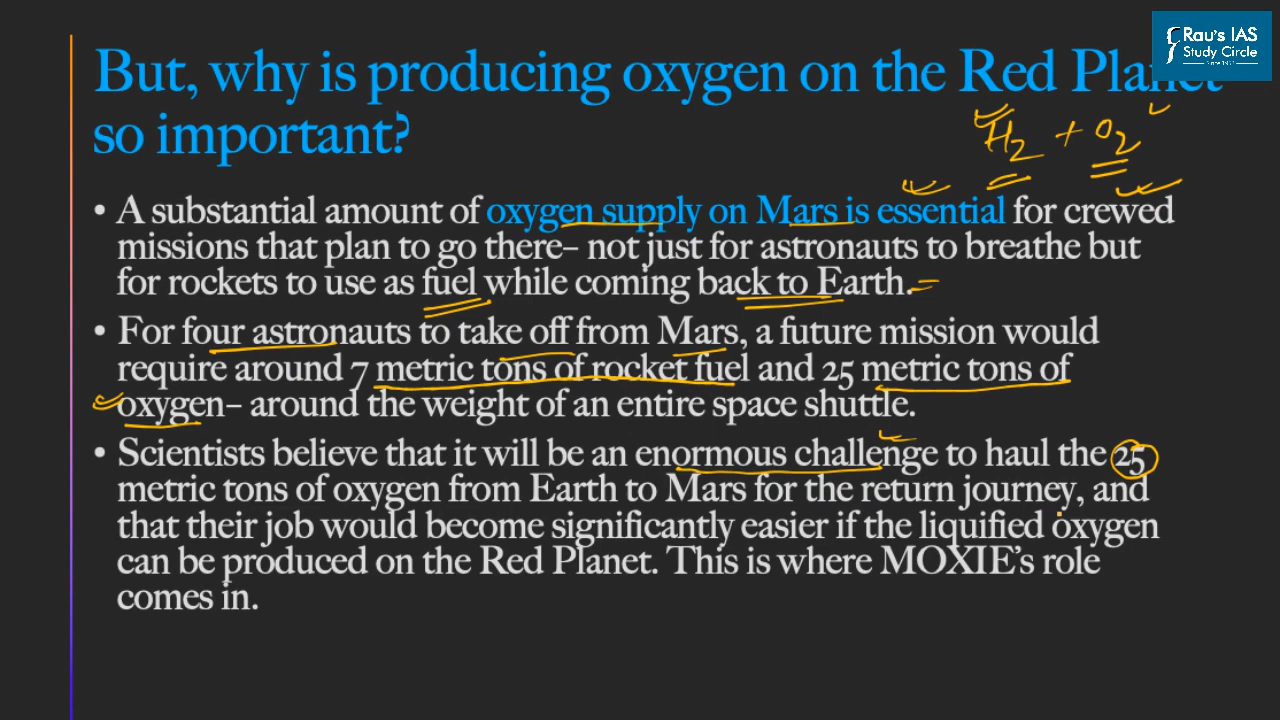 Rau's IAS
Study Circle
Since 1953
But, why is producing oxygen on the Red Planet
so important?
H2 + O2
• A substantial amount of oxygen supply on Mars is essential for crewed
missions that plan to go there– not just for astronauts to breathe but
for rockets to use as fuel while coming back to Earth.
• For four astronauts to take off from Mars, a future mission would
require around 7 metric tons of rocket fuel and 25 metric tons of
oxygen– around the weight of an entire space shuttle.
• Scientists believe that it will be an enormous challenge to haul the 25
metric tons of oxygen from Earth to Mars for the return journey, and
that their job would become significantly easier if the liquified oxygen
can be produced on the Red Planet. This is where MOXIE's role
comes in.